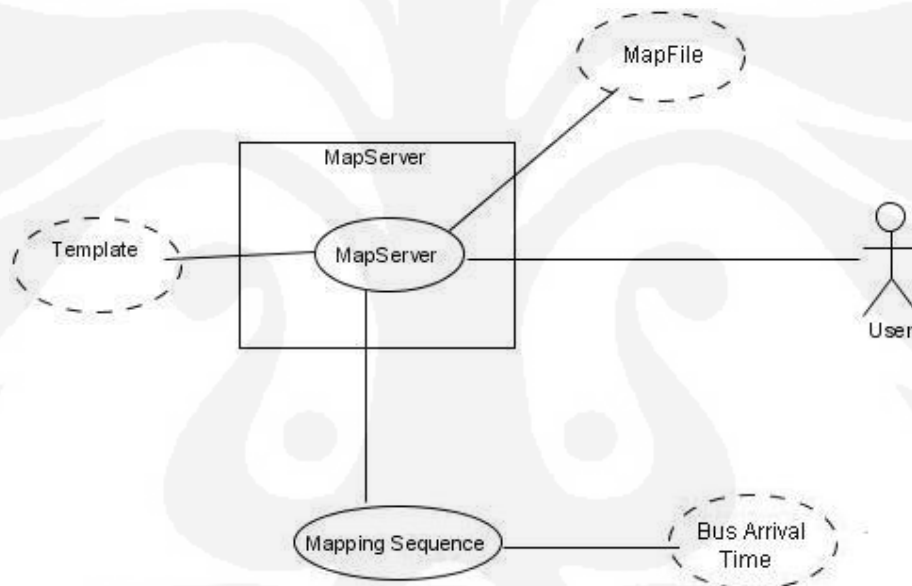 MapFile
MapServer
Template
MapServer
User
Mapping Sequence
Bus Arrival
Time